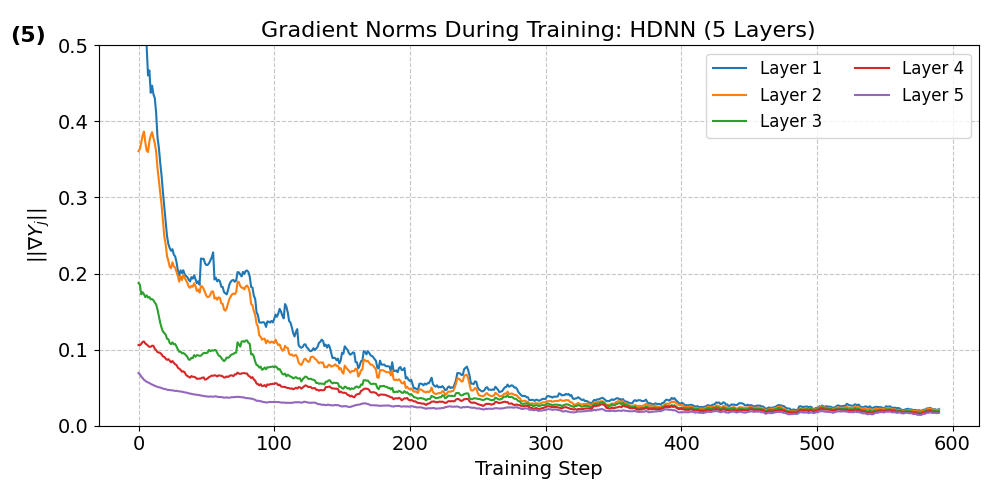 (5)
Gradient Norms During Training: HDNN (5 Layers)
||∇Y_j||
0.5
0.4
0.3
0.2
0.1
0.0
Layer 1
Layer 2
Layer 3
Layer 4
Layer 5
0 100 200 300 400 500 600
Training Step